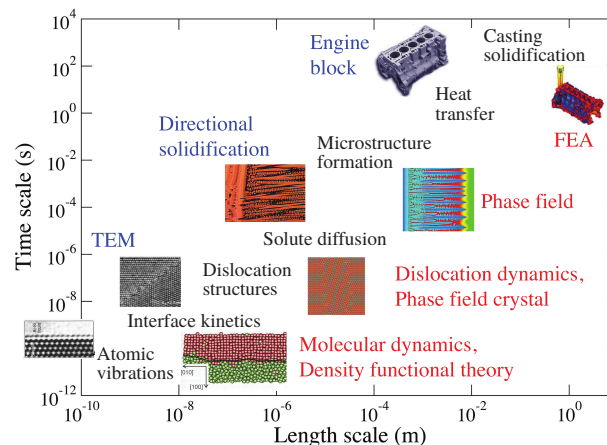 10^4
10^2
10^0
10^-2
10^-4
10^-6
10^-8
10^-12
Time scale (s)
Engine
block
Casting
solidification
Heat
transfer
FEA
Directional
solidification
Microstructure
formation
Phase field
TEM
Solute diffusion
Dislocation
structures
Dislocation dynamics,
Phase field crystal
Interface kinetics
Atomic
vibrations
[010]
[100]
Molecular dynamics,
Density functional theory
10^-10
10^-8
10^-6
10^-4
10^-2
10^0
Length scale (m)